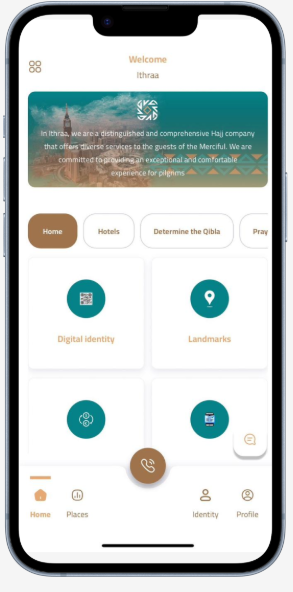 Welcome
Ithraa
In Ithraa, we are a distinguished and comprehensive Hajj company
that offers diverse services to the guests of the Merciful. We are
committed to providing an exceptional and comfortable
experience for pilgrims
Home Hotels Determine the Qibla Pray
Digital identity Landmarks
Home Places Identity Profile